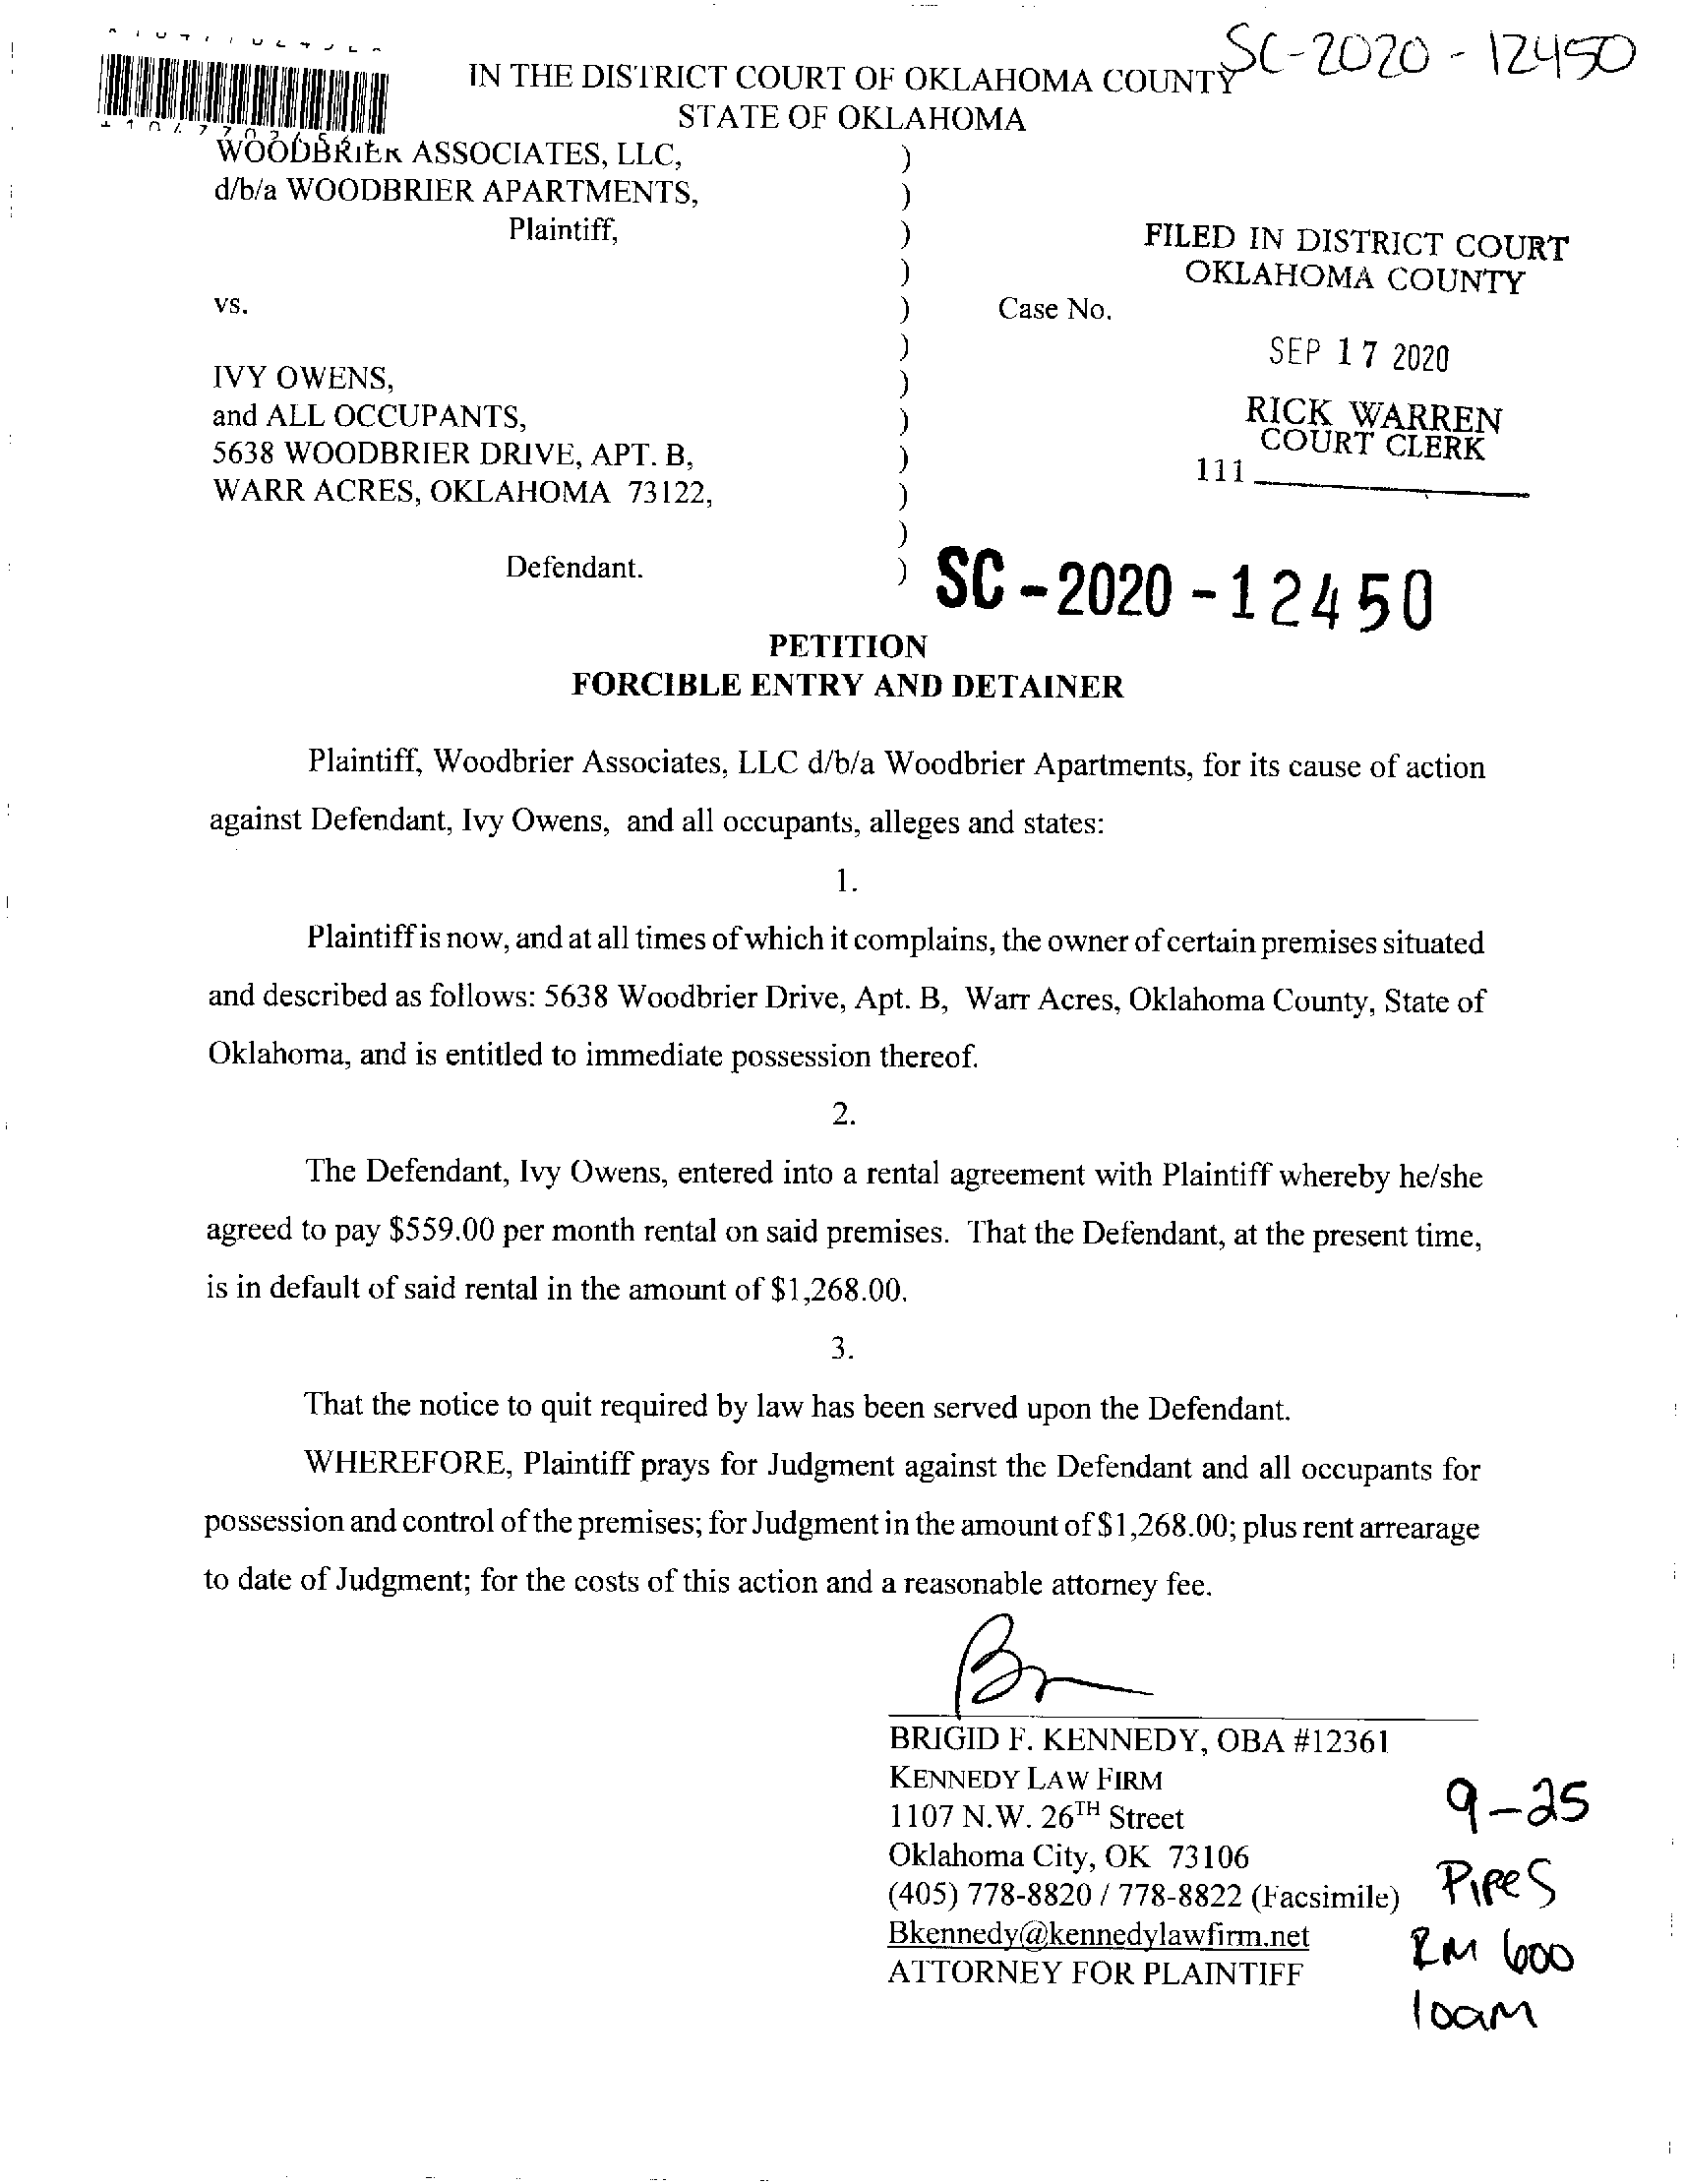 SC-2020-12450
IN THE DISTRICT COURT OF OKLAHOMA COUNTY
STATE OF OKLAHOMA
WOODBRIER ASSOCIATES, LLC, )
d/b/a WOODBRIER APARTMENTS, )
Plaintiff, )
FILED IN DISTRICT COURT
OKLAHOMA COUNTY
)
vs. ) Case No.
)
SEP 17 2020
IVY OWENS, )
and ALL OCCUPANTS, )
RICK WARREN
COURT CLERK
5638 WOODBRIER DRIVE, APT. B, )
111
WARR ACRES, OKLAHOMA 73122, )
)
Defendant. )
SC-2020-12450
PETITION
FORCIBLE ENTRY AND DETAINER
Plaintiff, Woodbrier Associates, LLC d/b/a Woodbrier Apartments, for its cause of action
against Defendant, Ivy Owens, and all occupants, alleges and states:
1.
Plaintiff is now, and at all times of which it complains, the owner of certain premises situated
and described as follows: 5638 Woodbrier Drive, Apt. B, Warr Acres, Oklahoma County, State of
Oklahoma, and is entitled to immediate possession thereof.
2.
The Defendant, Ivy Owens, entered into a rental agreement with Plaintiff whereby he/she
agreed to pay $559.00 per month rental on said premises. That the Defendant, at the present time,
is in default of said rental in the amount of $1,268.00.
3.
That the notice to quit required by law has been served upon the Defendant.
WHEREFORE, Plaintiff prays for Judgment against the Defendant and all occupants for
possession and control of the premises; for Judgment in the amount of $1,268.00; plus rent arrearage
to date of Judgment; for the costs of this action and a reasonable attorney fee.
BRIGID F. KENNEDY, OBA #12361
KENNEDY LAW FIRM
1107 N.W. 26TH Street
Oklahoma City, OK 73106
(405) 778-8820 / 778-8822 (Facsimile)
Bkennedy@kennedylawfirm.net
ATTORNEY FOR PLAINTIFF
9-25
PIPES
RM 600
10am